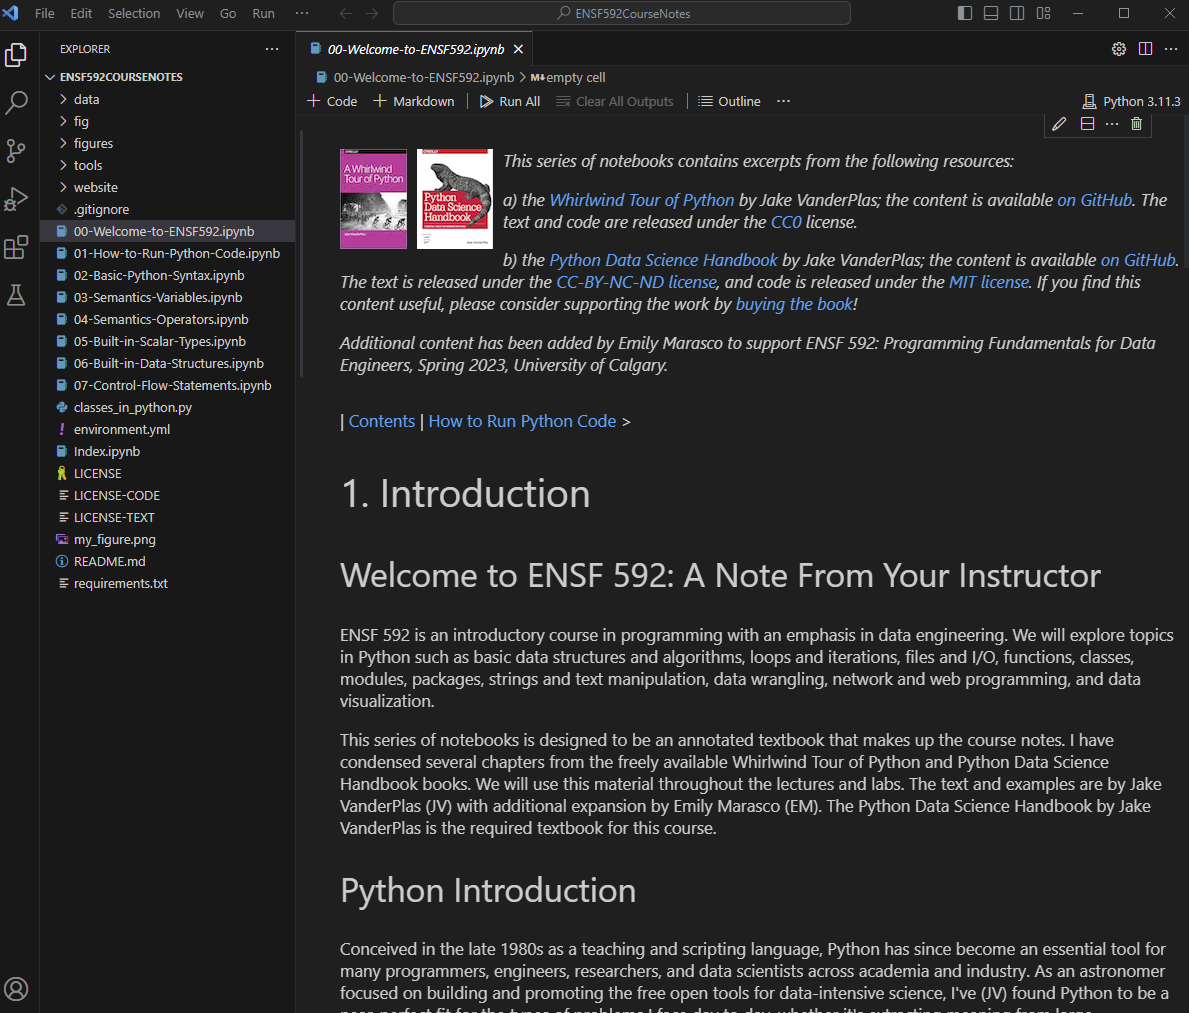 File Edit Selection View Go Run ··· ENSF592CourseNotes
EXPLORER ···
ENSF592COURSENOTES
data
fig
figures
tools
website
.gitignore
00-Welcome-to-ENSF592.ipynb
01-How-to-Run-Python-Code.ipynb
02-Basic-Python-Syntax.ipynb
03-Semantics-Variables.ipynb
04-Semantics-Operators.ipynb
05-Built-in-Scalar-Types.ipynb
06-Built-in-Data-Structures.ipynb
07-Control-Flow-Statements.ipynb
classes_in_python.py
environment.yml
Index.ipynb
LICENSE
LICENSE-CODE
LICENSE-TEXT
my_figure.png
README.md
requirements.txt
00-Welcome-to-ENSF592.ipynb
00-Welcome-to-ENSF592.ipynb > M↓empty cell
+ Code + Markdown Run All Clear All Outputs Outline ··· Python 3.11.3
A Whirlwind
Tour of Python
Python
Data Science
Handbook
This series of notebooks contains excerpts from the following resources:
a) the Whirlwind Tour of Python by Jake VanderPlas; the content is available on GitHub. The
text and code are released under the CC0 license.
b) the Python Data Science Handbook by Jake VanderPlas; the content is available on GitHub.
The text is released under the CC-BY-NC-ND license, and code is released under the MIT license. If you find this
content useful, please consider supporting the work by buying the book!
Additional content has been added by Emily Marasco to support ENSF 592: Programming Fundamentals for Data
Engineers, Spring 2023, University of Calgary.
| Contents | How to Run Python Code >
1. Introduction
Welcome to ENSF 592: A Note From Your Instructor
ENSF 592 is an introductory course in programming with an emphasis in data engineering. We will explore topics
in Python such as basic data structures and algorithms, loops and iterations, files and I/O, functions, classes,
modules, packages, strings and text manipulation, data wrangling, network and web programming, and data
visualization.
This series of notebooks is designed to be an annotated textbook that makes up the course notes. I have
condensed several chapters from the freely available Whirlwind Tour of Python and Python Data Science
Handbook books. We will use this material throughout the lectures and labs. The text and examples are by Jake
VanderPlas (JV) with additional expansion by Emily Marasco (EM). The Python Data Science Handbook by Jake
VanderPlas is the required textbook for this course.
Python Introduction
Conceived in the late 1980s as a teaching and scripting language, Python has since become an essential tool for
many programmers, engineers, researchers, and data scientists across academia and industry. As an astronomer
focused on building and promoting the free open tools for data-intensive science, I've (JV) found Python to be a
near-perfect fit for the types of problems I face day to day, whether it's extracting meaning from large